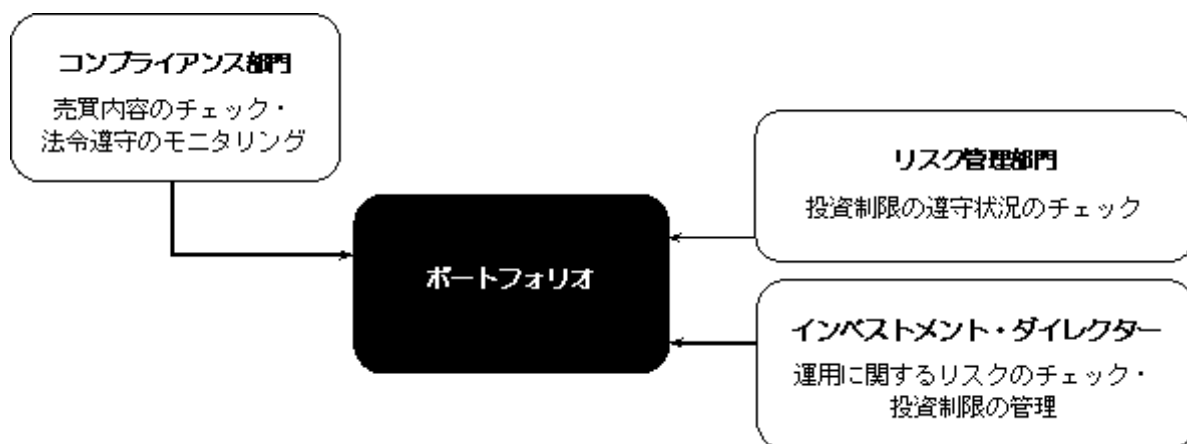 コンプライアンス部門
売買内容のチェック・
法令遵守のモニタリング
リスク管理部門
投資制限の遵守状況のチェック
ポートフォリオ
インベストメント・ダイレクター
運用に関するリスクのチェック・
投資制限の管理